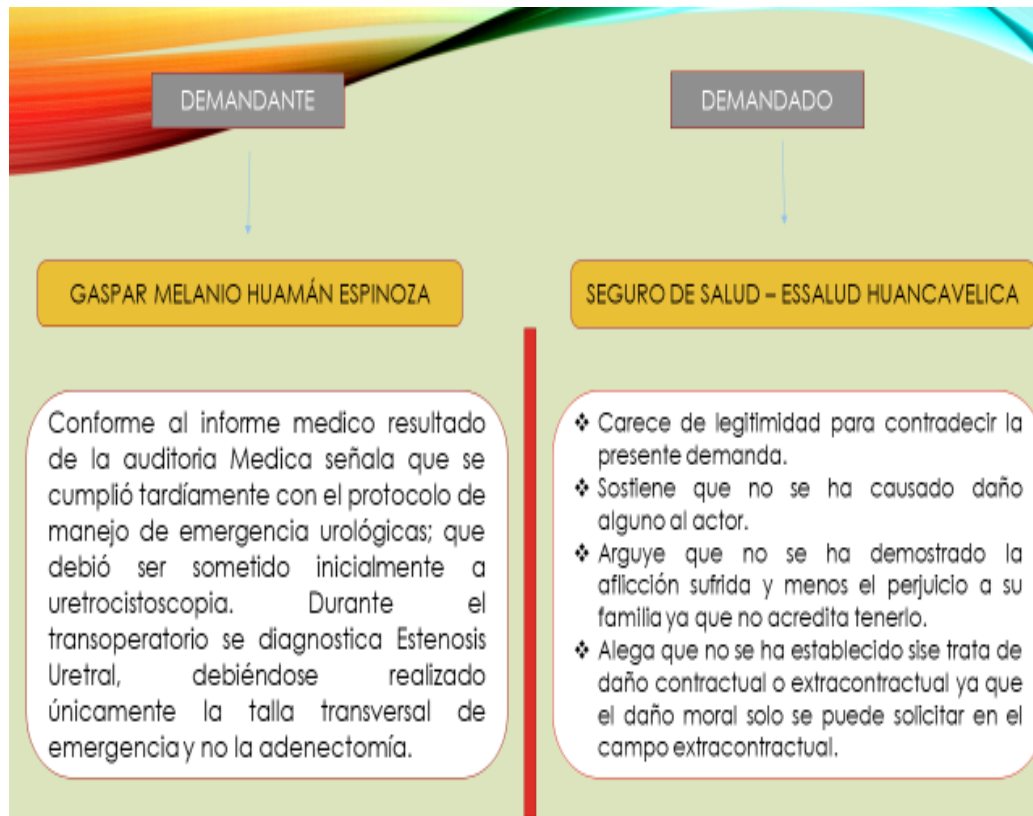 DEMANDANTE
DEMANDADO
GASPAR MELANIO HUAMÁN ESPINOZA
SEGURO DE SALUD – ESSALUD HUANCAVELICA
Conforme al informe medico resultado
de la auditoria Medica señala que se
cumplió tardíamente con el protocolo de
manejo de emergencia urológicas; que
debió ser sometido inicialmente a
uretrocistoscopia. Durante el
transoperatorio se diagnostica Estenosis
Uretral, debiéndose realizado
únicamente la talla transversal de
emergencia y no la adenectomía.
❖ Carece de legitimidad para contradecir la
presente demanda.
❖ Sostiene que no se ha causado daño
alguno al actor.
❖ Arguye que no se ha demostrado la
aflicción sufrida y menos el perjuicio a su
familia ya que no acredita tenerlo.
❖ Alega que no se ha establecido sise trata de
daño contractual o extracontractual ya que
el daño moral solo se puede solicitar en el
campo extracontractual.